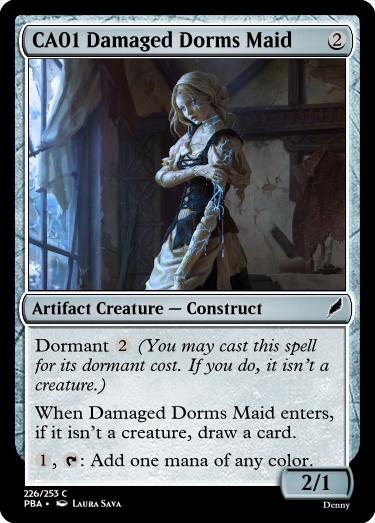 CA01 Damaged Dorms Maid 2
Artifact Creature — Construct
Dormant 2 (You may cast this spell
for its dormant cost. If you do, it isn't a
creature.)
When Damaged Dorms Maid enters,
if it isn't a creature, draw a card.
1, : Add one mana of any color.
2/1
226/253 C
PBA • Laura Sava
Denny